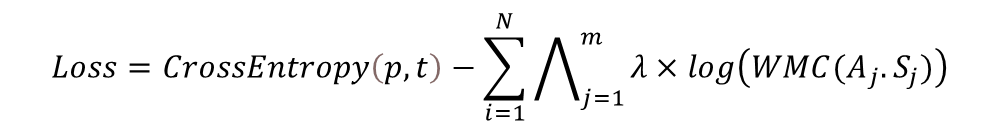 Loss = CrossEntropy(p, t) − ∑_{i=1}^{N} ⋀_{j=1}^{m} λ × log(WMC(A_j. S_j))